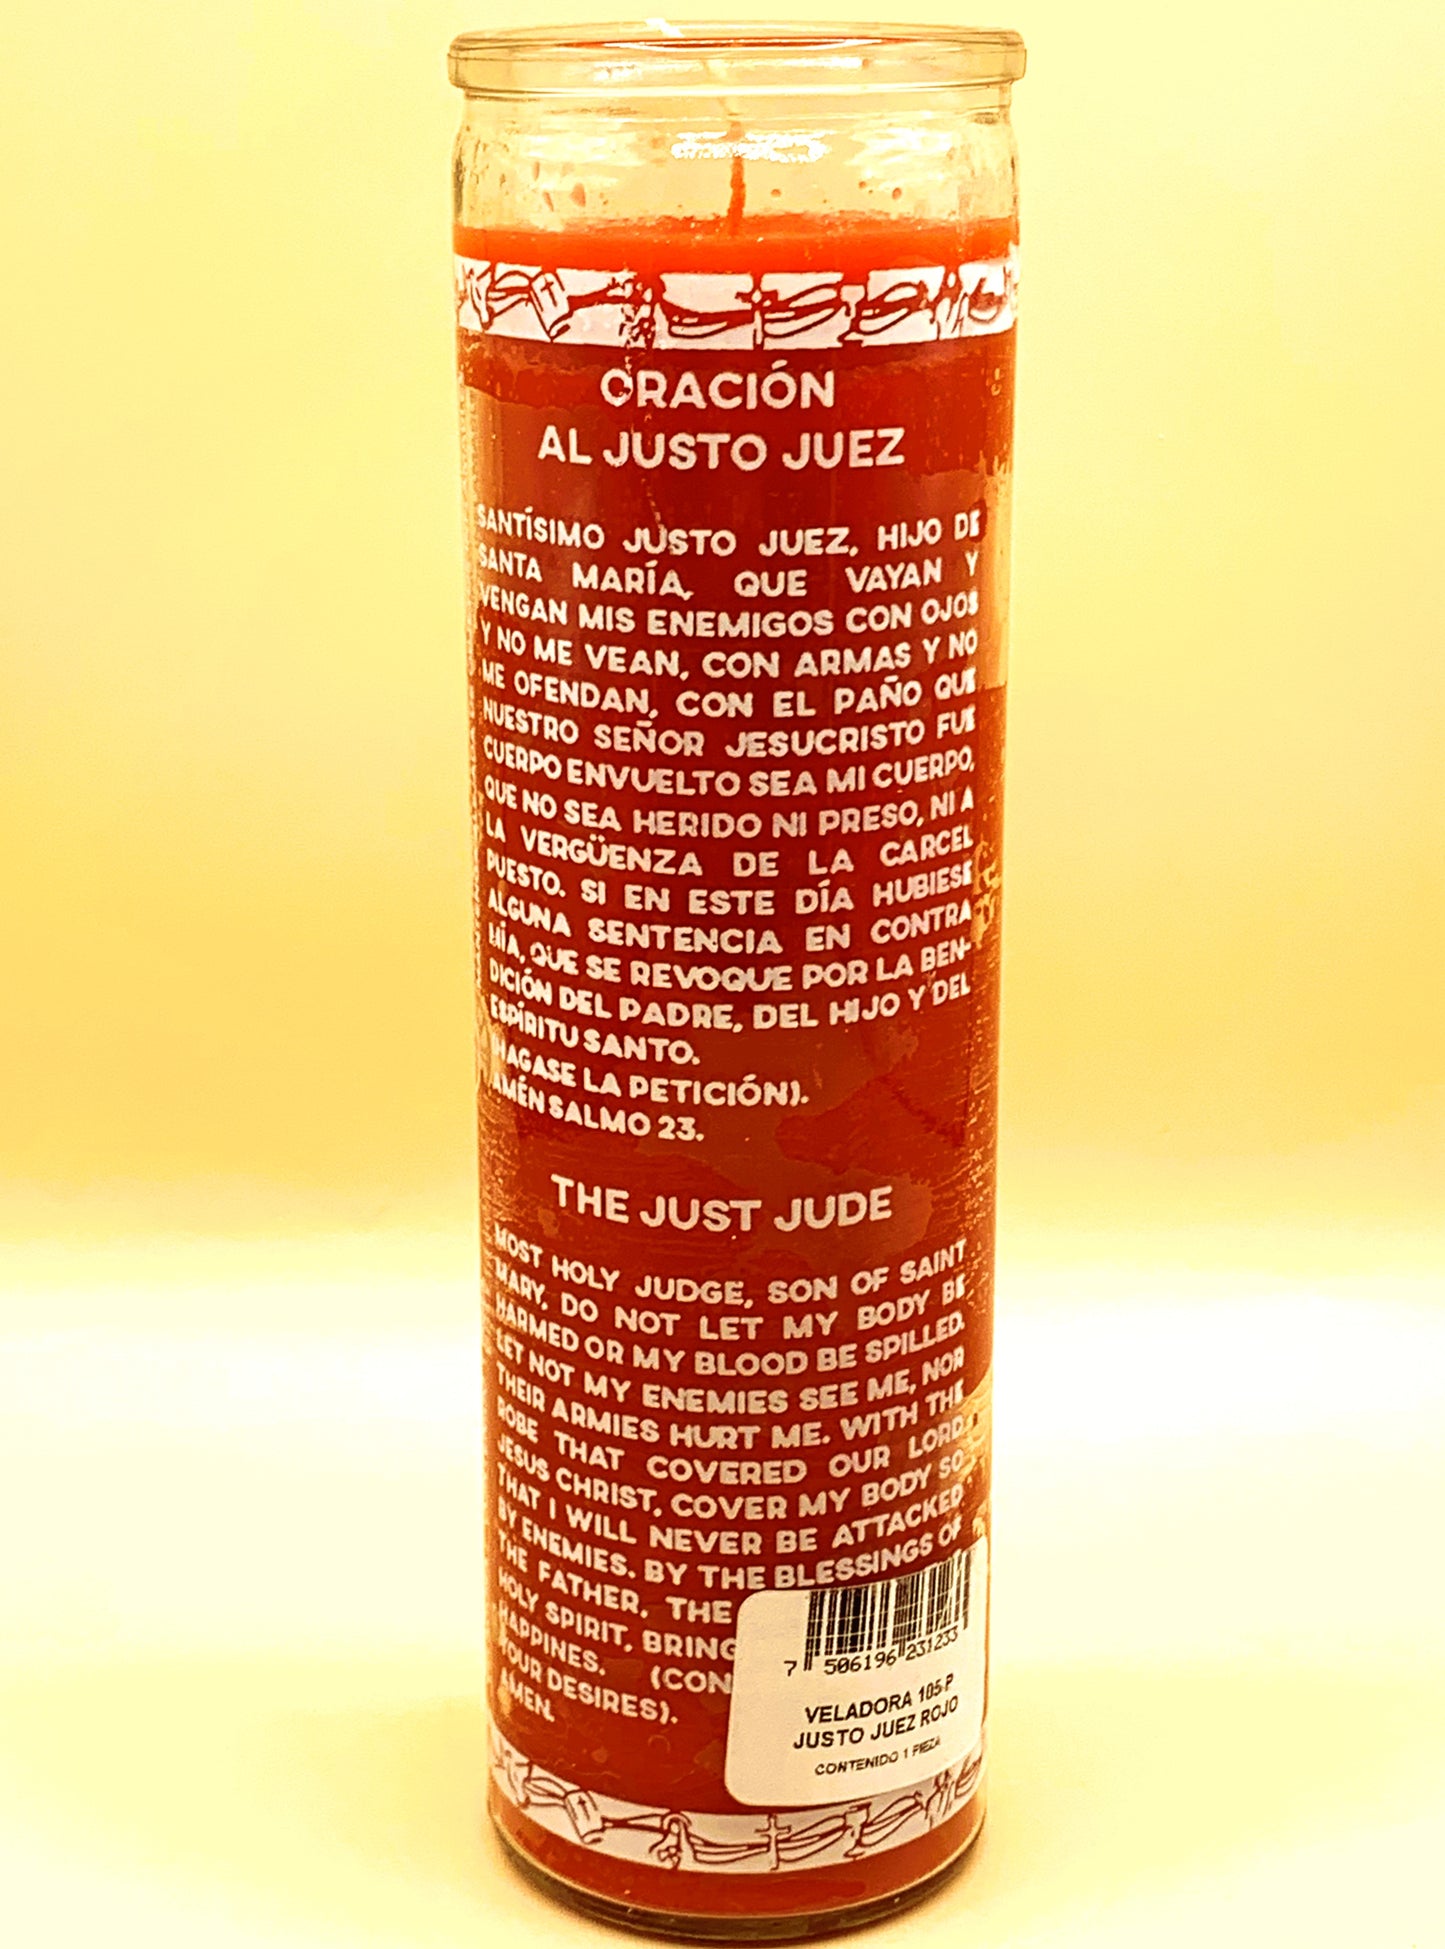 ORACIÓN
AL JUSTO JUEZ
SANTÍSIMO JUSTO JUEZ, HIJO DE
SANTA MARÍA, QUE VAYAN Y
VENGAN MIS ENEMIGOS CON OJOS
Y NO ME VEAN, CON ARMAS Y NO
ME OFENDAN, CON EL PAÑO QUE
NUESTRO SEÑOR JESUCRISTO FUE
CUERPO ENVUELTO SEA MI CUERPO,
QUE NO SEA HERIDO NI PRESO, NI A
LA VERGÜENZA DE LA CARCEL
PUESTO. SI EN ESTE DÍA HUBIESE
ALGUNA SENTENCIA EN CONTRA
MÍA, QUE SE REVOQUE POR LA BEN-
DICIÓN DEL PADRE, DEL HIJO Y DEL
ESPÍRITU SANTO.
(HAGASE LA PETICIÓN).
AMÉN SALMO 23.
THE JUST JUDE
MOST HOLY JUDGE, SON OF SAINT
MARY, DO NOT LET MY BODY BE
HARMED OR MY BLOOD BE SPILLED.
LET NOT MY ENEMIES SEE ME, NOR
THEIR ARMIES HURT ME. WITH THE
ROBE THAT COVERED OUR LORD
JESUS CHRIST, COVER MY BODY SO
THAT I WILL NEVER BE ATTACKED
BY ENEMIES. BY THE BLESSINGS OF
THE FATHER, THE
HOLY SPIRIT, BRING
HAPPINES. (CON
YOUR DESIRES).
AMEN.
7 506196 231233
VELADORA 105-P
JUSTO JUEZ ROJO
CONTENIDO 1 PIEZA